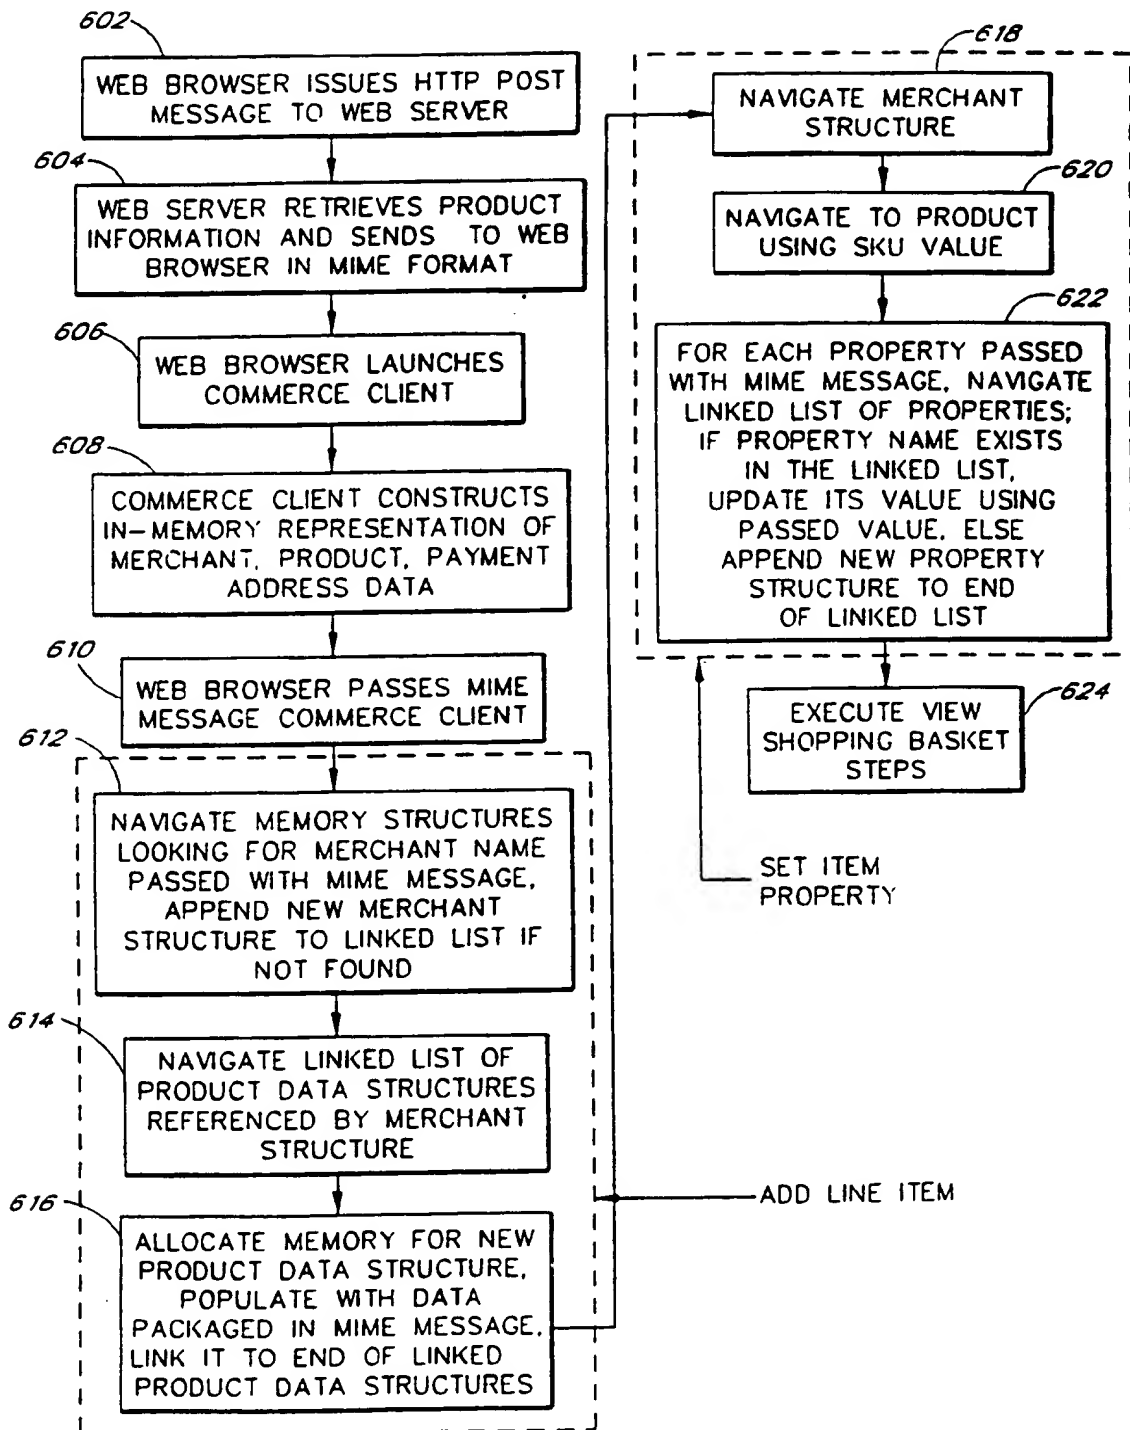 602
WEB BROWSER ISSUES HTTP POST
MESSAGE TO WEB SERVER
604
WEB SERVER RETRIEVES PRODUCT
INFORMATION AND SENDS TO WEB
BROWSER IN MIME FORMAT
606
WEB BROWSER LAUNCHES
COMMERCE CLIENT
608
COMMERCE CLIENT CONSTRUCTS
IN-MEMORY REPRESENTATION OF
MERCHANT, PRODUCT, PAYMENT
ADDRESS DATA
610
WEB BROWSER PASSES MIME
MESSAGE COMMERCE CLIENT
612
NAVIGATE MEMORY STRUCTURES
LOOKING FOR MERCHANT NAME
PASSED WITH MIME MESSAGE,
APPEND NEW MERCHANT
STRUCTURE TO LINKED LIST IF
NOT FOUND
614
NAVIGATE LINKED LIST OF
PRODUCT DATA STRUCTURES
REFERENCED BY MERCHANT
STRUCTURE
616
ALLOCATE MEMORY FOR NEW
PRODUCT DATA STRUCTURE,
POPULATE WITH DATA
PACKAGED IN MIME MESSAGE,
LINK IT TO END OF LINKED
PRODUCT DATA STRUCTURES
ADD LINE ITEM
618
NAVIGATE MERCHANT
STRUCTURE
620
NAVIGATE TO PRODUCT
USING SKU VALUE
622
FOR EACH PROPERTY PASSED
WITH MIME MESSAGE, NAVIGATE
LINKED LIST OF PROPERTIES;
IF PROPERTY NAME EXISTS
IN THE LINKED LIST,
UPDATE ITS VALUE USING
PASSED VALUE, ELSE
APPEND NEW PROPERTY
STRUCTURE TO END
OF LINKED LIST
624
EXECUTE VIEW
SHOPPING BASKET
STEPS
SET ITEM
PROPERTY